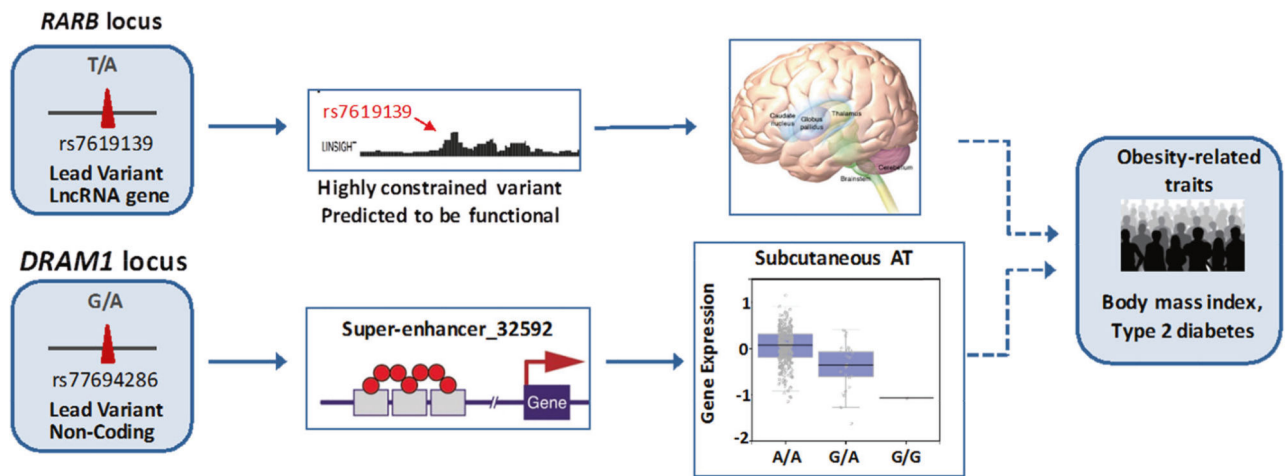 RARB locus
T/A
rs7619139
Lead Variant
LncRNA gene
rs7619139
LINSIGHT
Highly constrained variant
Predicted to be functional
Caudate
nucleus
Globus
pallidus
Thalamus
Cerebellum
Brainstem
Obesity-related
traits
Body mass index,
Type 2 diabetes
DRAM1 locus
G/A
rs77694286
Lead Variant
Non-Coding
Super-enhancer_32592
Gene
Subcutaneous AT
Gene Expression
1
0
-1
-2
A/A
G/A
G/G